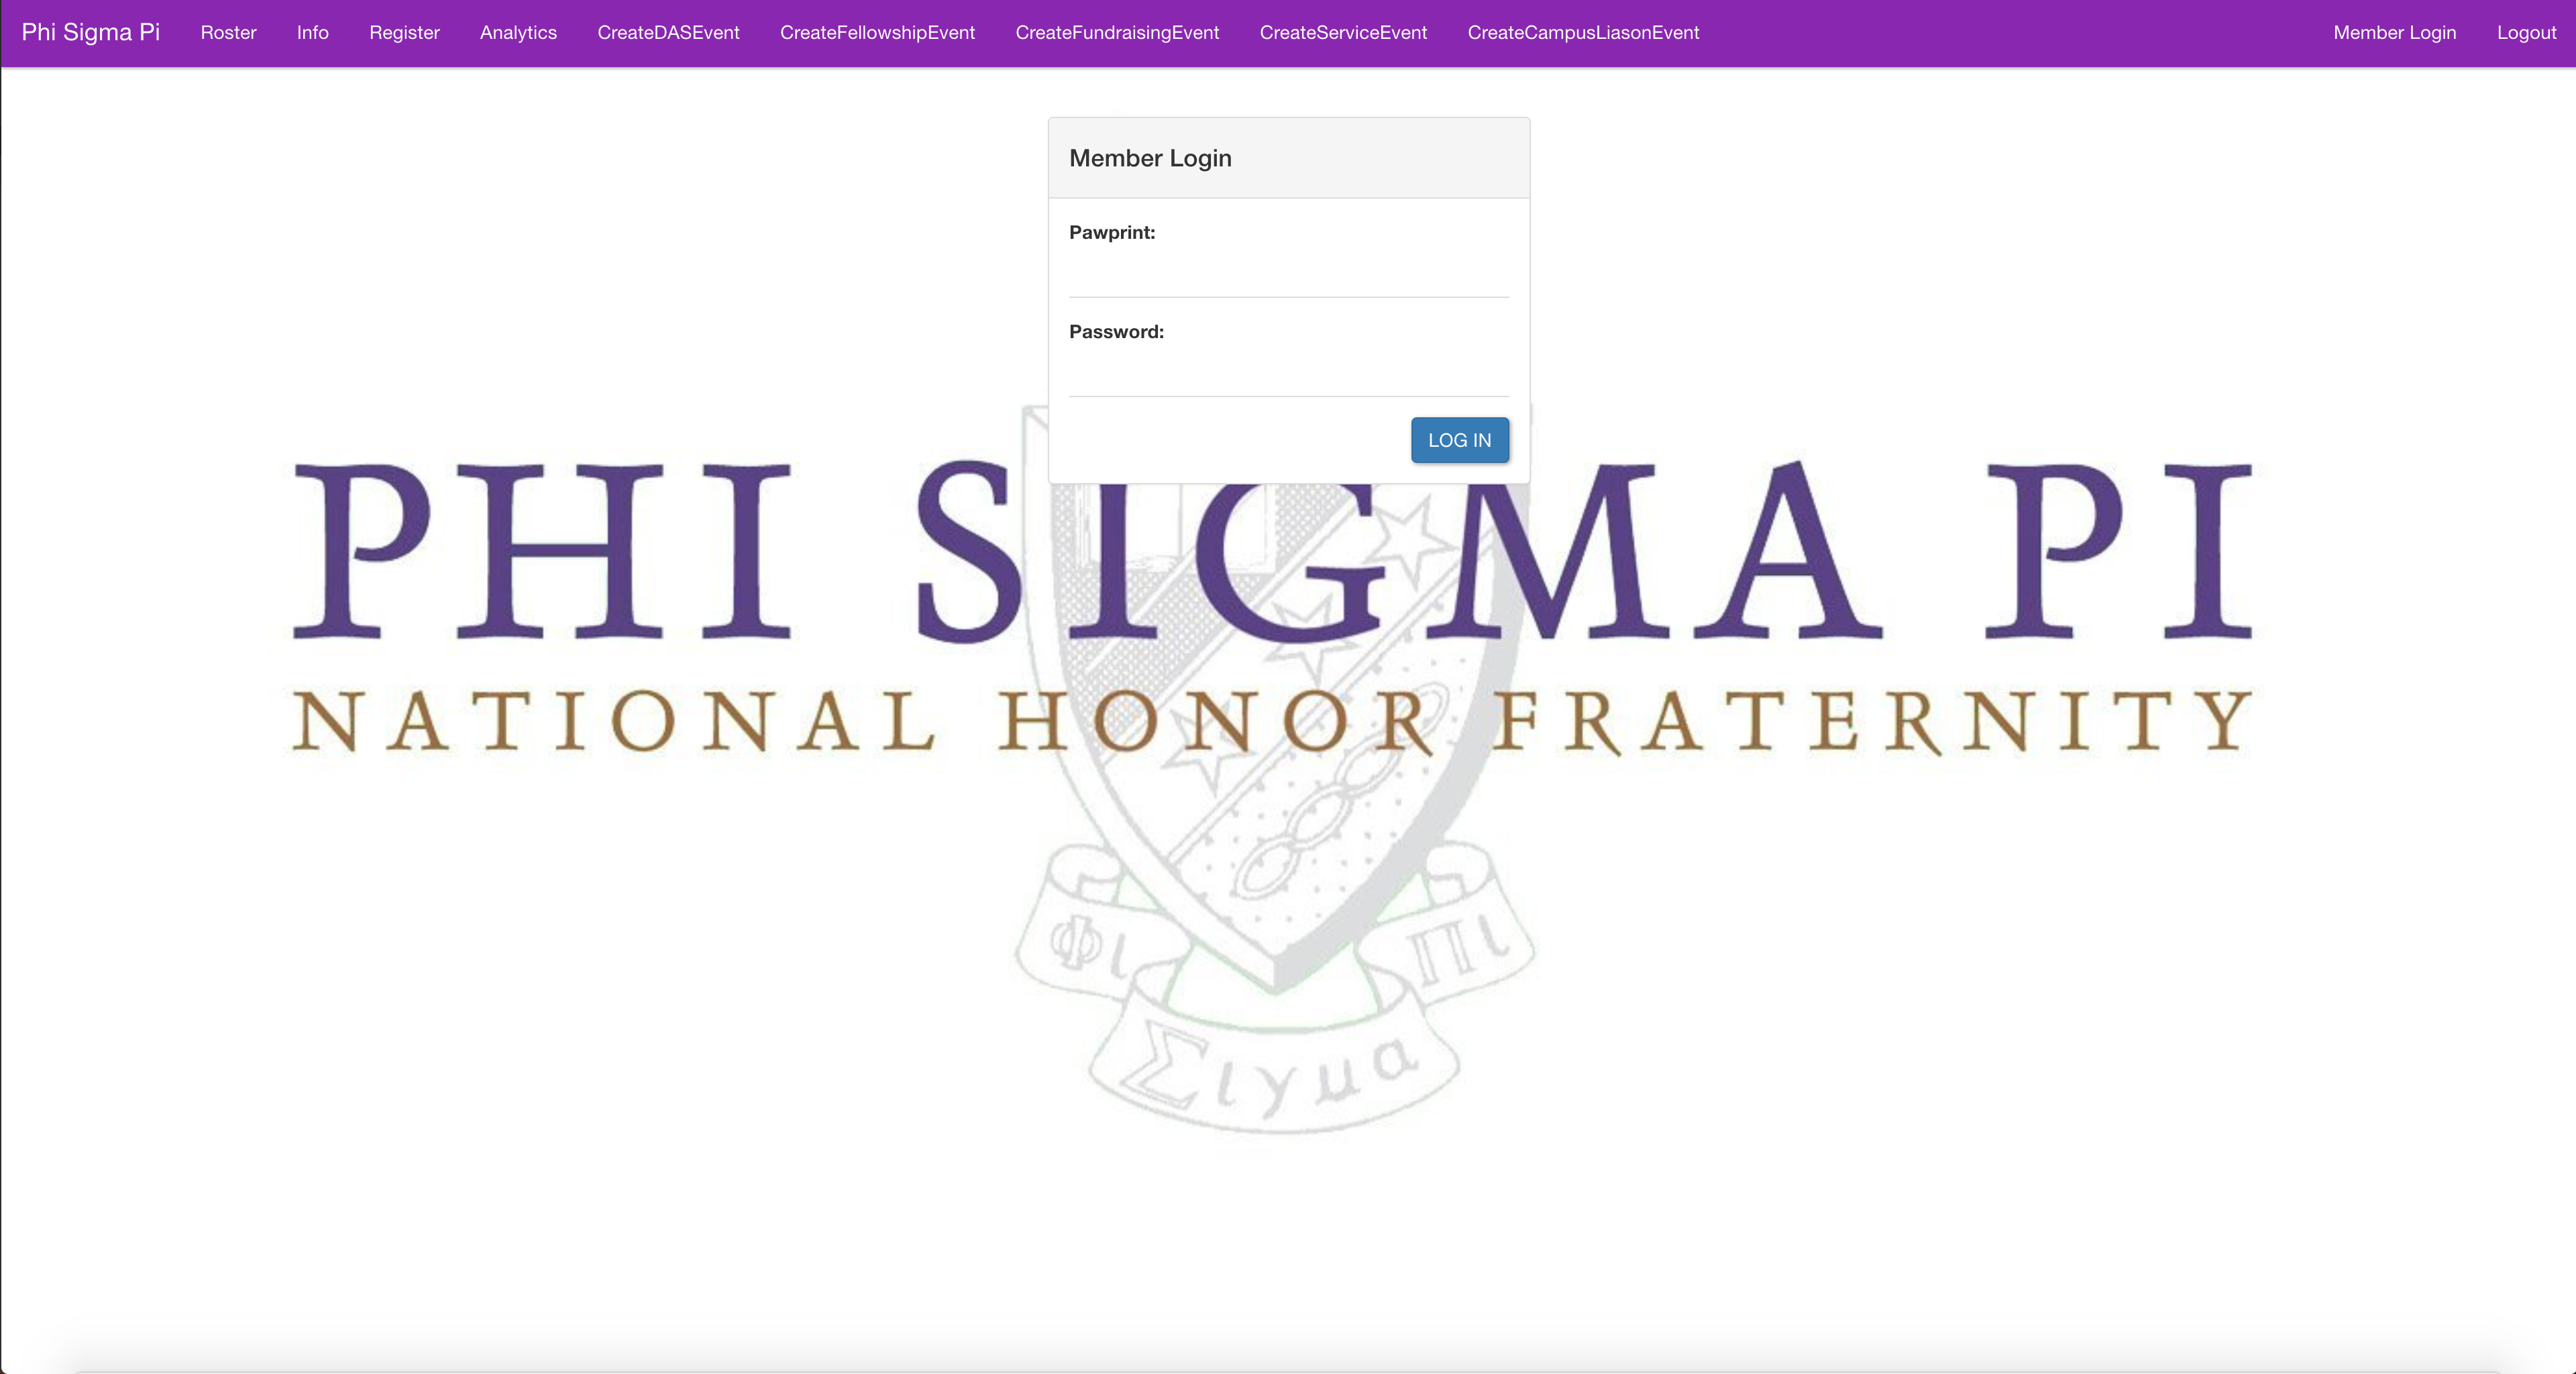 Phi Sigma Pi Roster Info Register Analytics CreateDASEvent CreateFellowshipEvent CreateFundraisingEvent CreateServiceEvent CreateCampusLiasonEvent Member Login Logout
Member Login
Pawprint:
Password:
LOG IN
PHI SIGMA PI
NATIONAL HONOR FRATERNITY
Φι Πι
Σιγμα